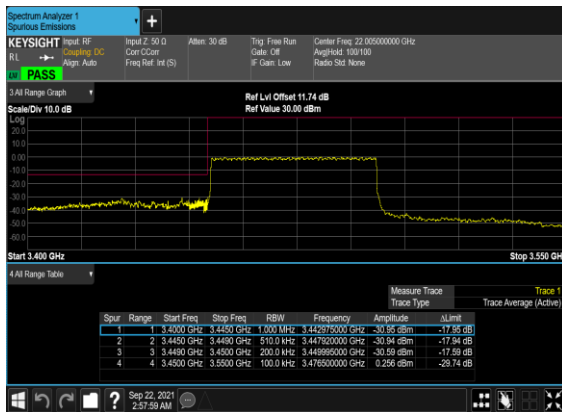 Spectrum Analyzer 1
Spurious Emissions
+
KEYSIGHT Input: RF Input Z: 50 Ω Atten: 30 dB Trig: Free Run Center Freq: 22.005000000 GHz
RL Coupling: DC Corr CCorr Gate: Off Avg|Hold: 100/100
Align: Auto Freq Ref: Int (S) IF Gain: Low Radio Std: None
PASS
3 All Range Graph
Ref Lvl Offset 11.74 dB
Scale/Div 10.0 dB Ref Value 30.00 dBm
Log
20.0
10.0
0.00
-10.0
-20.0
-30.0
-40.0
-50.0
-60.0
Start 3.400 GHz Stop 3.550 GH
4 All Range Table
Measure Trace Trace 1
Trace Type Trace Average (Active)
Spur Range Start Freq Stop Freq RBW Frequency Amplitude ΔLimit
1 1 3.4000 GHz 3.4450 GHz 1.000 MHz 3.442975000 GHz -30.95 dBm -17.95 dB
2 2 3.4450 GHz 3.4490 GHz 510.0 kHz 3.447920000 GHz -30.94 dBm -17.94 dB
3 3 3.4490 GHz 3.4500 GHz 200.0 kHz 3.449995000 GHz -30.59 dBm -17.59 dB
4 4 3.4500 GHz 3.5500 GHz 100.0 kHz 3.476500000 GHz 0.256 dBm -29.74 dB
? Sep 22, 2021
2:57:59 AM